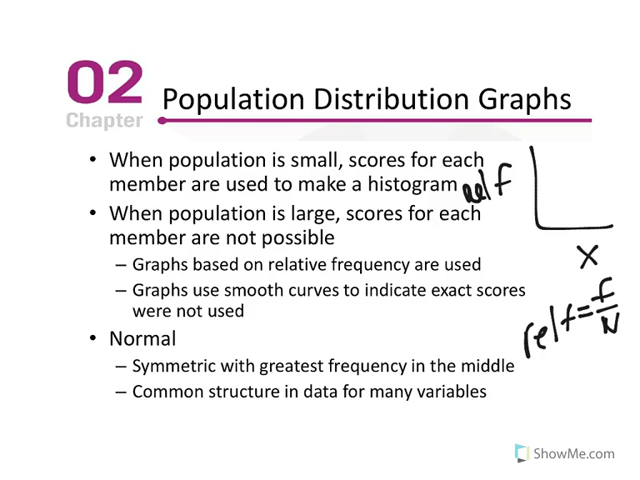 02
Chapter
Population Distribution Graphs
• When population is small, scores for each
member are used to make a histogram
• When population is large, scores for each
member are not possible
– Graphs based on relative frequency are used
– Graphs use smooth curves to indicate exact scores
were not used
• Normal
– Symmetric with greatest frequency in the middle
– Common structure in data for many variables
rel f
X
rel f = f/N
ShowMe.com